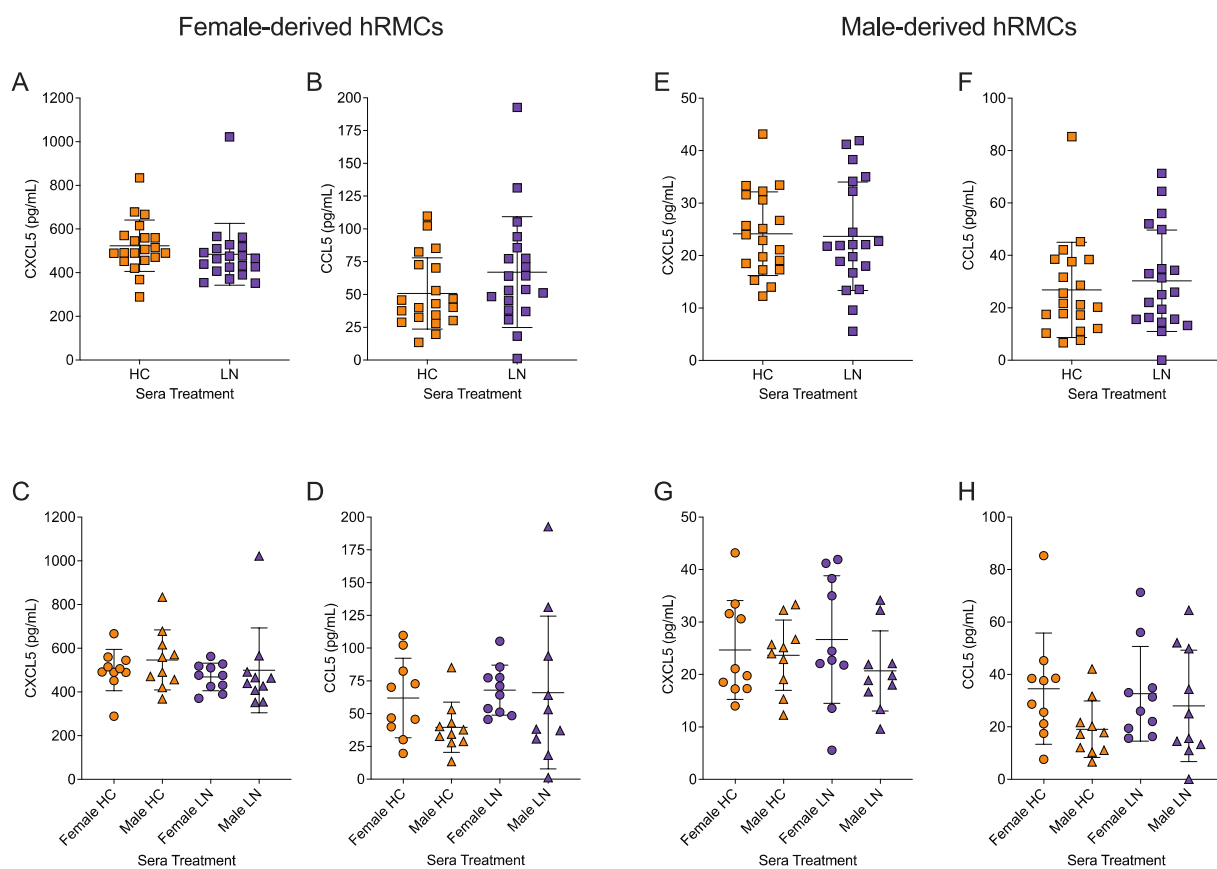 Female-derived hRMCs
Male-derived hRMCs
A
1200
1000
800
600
400
200
0
CXCL5 (pg/mL)
HC
LN
Sera Treatment
B
200
175
150
125
100
75
50
25
0
CCL5 (pg/mL)
HC
LN
Sera Treatment
E
50
40
30
20
10
0
CXCL5 (pg/mL)
HC
LN
Sera Treatment
F
100
80
60
40
20
0
CCL5 (pg/mL)
HC
LN
Sera Treatment
C
1200
1000
800
600
400
200
0
CXCL5 (pg/mL)
Female HC
Male HC
Female LN
Male LN
Sera Treatment
D
200
175
150
125
100
75
50
25
0
CCL5 (pg/mL)
Female HC
Male HC
Female LN
Male LN
Sera Treatment
G
50
40
30
20
10
0
CXCL5 (pg/mL)
Female HC
Male HC
Female LN
Male LN
Sera Treatment
H
100
80
60
40
20
0
CCL5 (pg/mL)
Female HC
Male HC
Female LN
Male LN
Sera Treatment